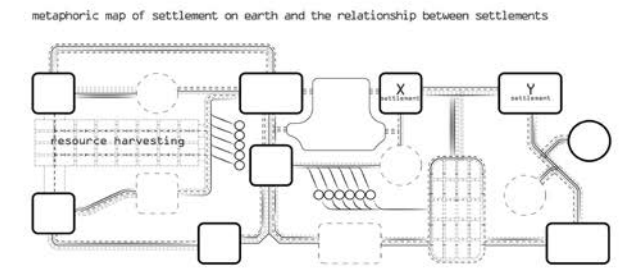 metaphoric map of settlement on earth and the relationship between settlements
X
settlement
Y
settlement
resource harvesting